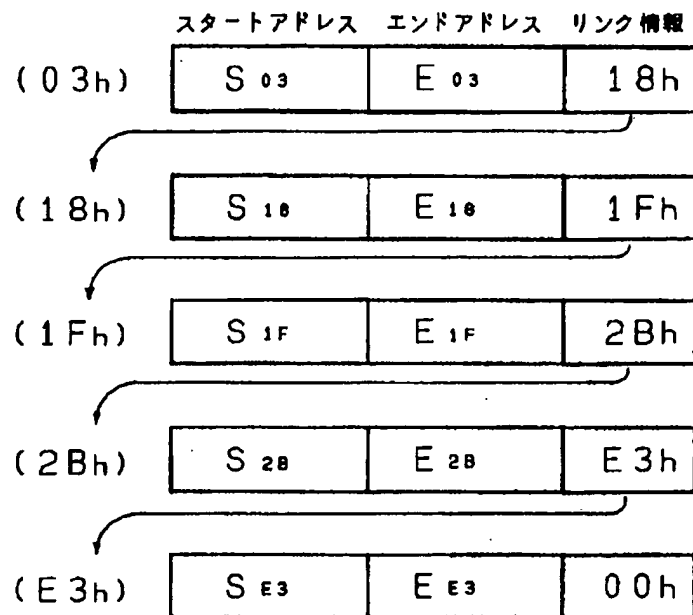 スタートアドレス エンドアドレス リンク情報
(03h) S03 E03 18h
(18h) S18 E18 1Fh
(1Fh) S1F E1F 2Bh
(2Bh) S2B E2B E3h
(E3h) SE3 EE3 00h